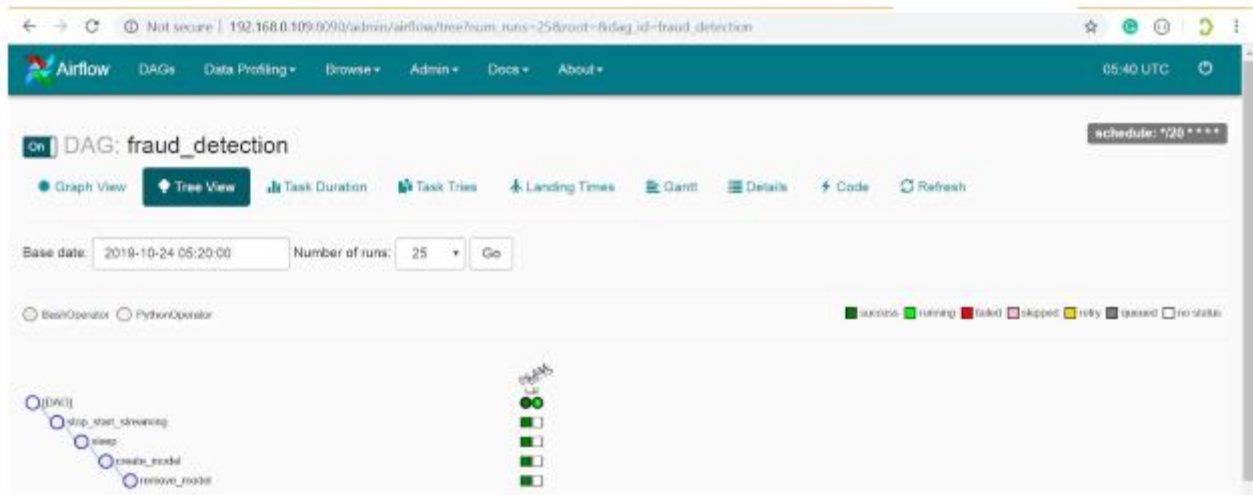 Not secure | 192.168.0.109:8090/admin/airflow/tree?num_runs=25&root=&dag_id=fraud_detection
Airflow DAGs Data Profiling Browse Admin Docs About 05:40 UTC
schedule: */20 * * * *
On DAG: fraud_detection
Graph View Tree View Task Duration Task Tries Landing Times Gantt Details Code Refresh
Base date: 2019-10-24 05:20:00 Number of runs: 25 Go
BashOperator PythonOperator success running failed skipped retry queued no status
[DAG]
stop_start_streaming
sleep
create_model
remove_model